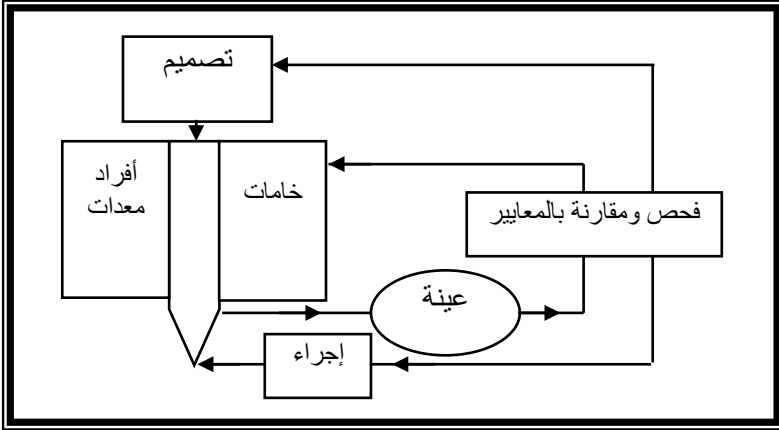 تصميم
أفراد
معدات
خامات
فحص ومقارنة بالمعايير
عينة
إجراء